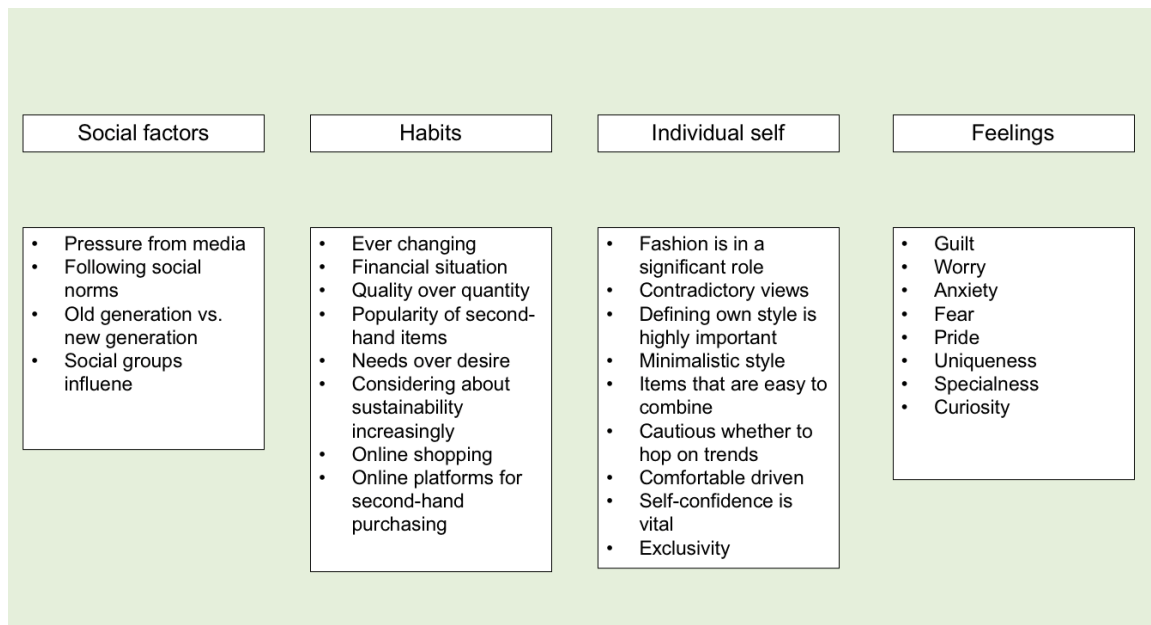 Social factors
Habits
Individual self
Feelings
• Pressure from media
• Following social
norms
• Old generation vs.
new generation
• Social groups
influene
• Ever changing
• Financial situation
• Quality over quantity
• Popularity of second-
hand items
• Needs over desire
• Considering about
sustainability
increasingly
• Online shopping
• Online platforms for
second-hand
purchasing
• Fashion is in a
significant role
• Contradictory views
• Defining own style is
highly important
• Minimalistic style
• Items that are easy to
combine
• Cautious whether to
hop on trends
• Comfortable driven
• Self-confidence is
vital
• Exclusivity
• Guilt
• Worry
• Anxiety
• Fear
• Pride
• Uniqueness
• Specialness
• Curiosity